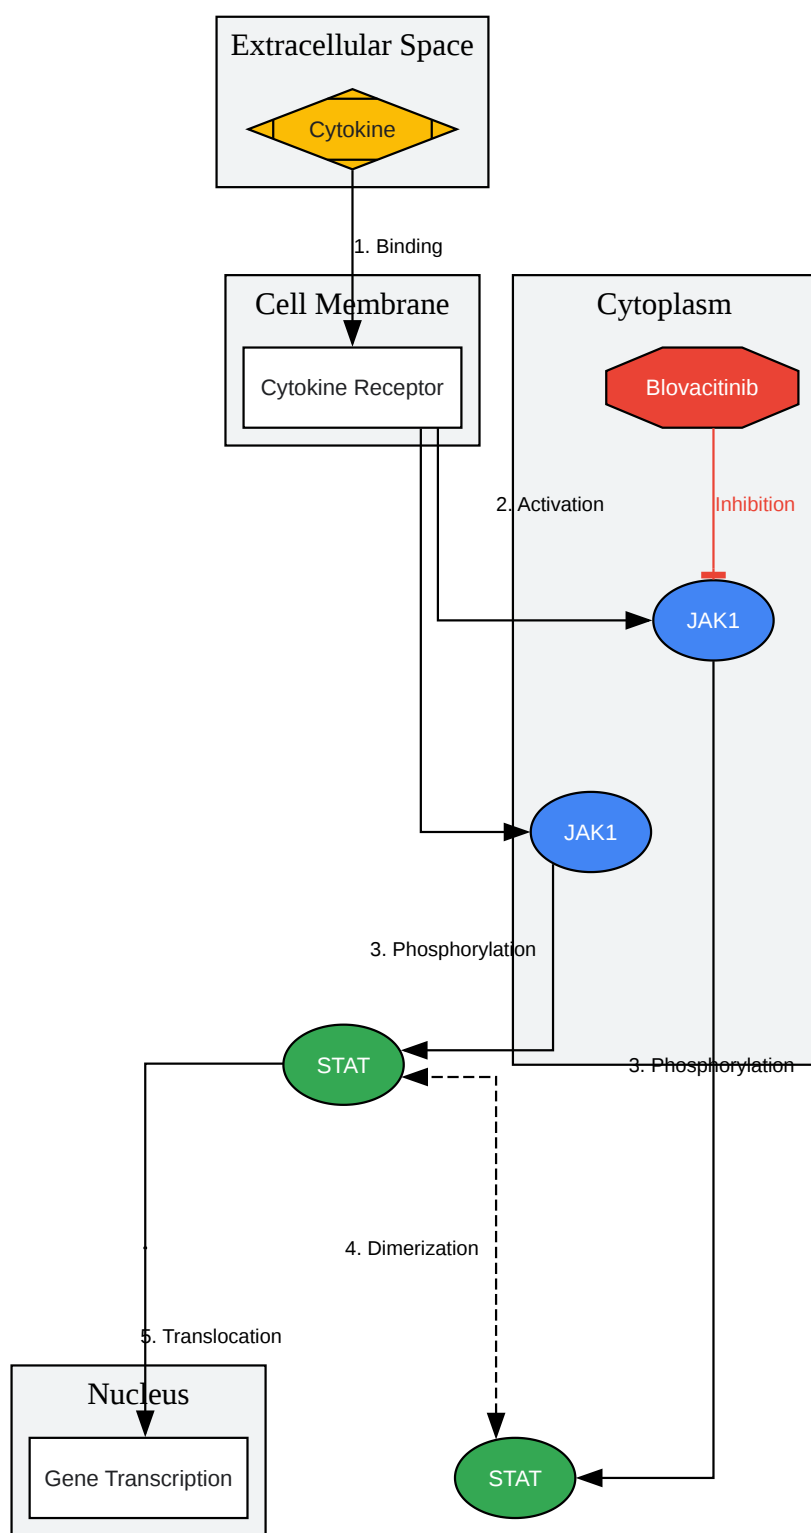 Extracellular Space
Cytokine
1. Binding
Cell Membrane
Cytoplasm
Cytokine Receptor
Blovacitinib
2. Activation
Inhibition
JAK1
JAK1
3. Phosphorylation
STAT
3. Phosphorylation
4. Dimerization
5. Translocation
Nucleus
Gene Transcription
STAT